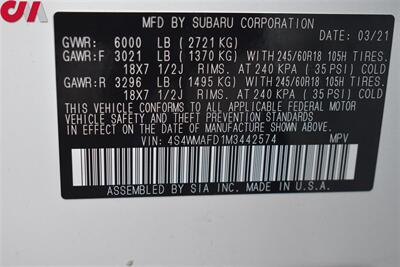 MFD BY SUBARU CORPORATION
DATE: 03/21
GVWR: 6000 LB (2721 KG)
GAWR:F 3021 LB (1370 KG) WITH 245/60R18 105H TIRES.
18X7 1/2J RIMS. AT 240 KPA ( 35 PSI) COLD
GAWR:R 3296 LB (1495 KG) WITH 245/60R18 105H TIRES.
18X7 1/2J RIMS. AT 240 KPA ( 35 PSI) COLD
THIS VEHICLE CONFORMS TO ALL APPLICABLE FEDERAL MOTOR
VEHICLE SAFETY AND THEFT PREVENTION STANDARDS IN
EFFECT ON THE DATE OF MANUFACTURE SHOWN ABOVE.
VIN: 4S4WMAFD1M3442574 MPV
ASSEMBLED BY SIA INC. MADE IN U.S.A.